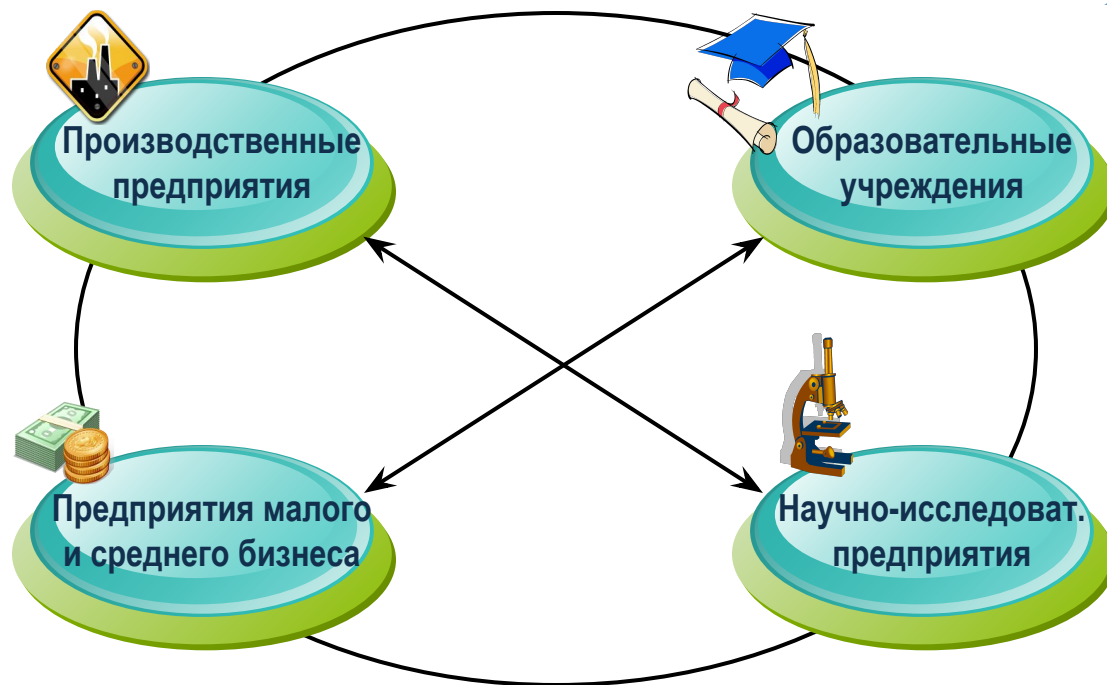 Производственные
предприятия
Образовательные
учреждения
Предприятия малого
и среднего бизнеса
Научно-исследоват.
предприятия